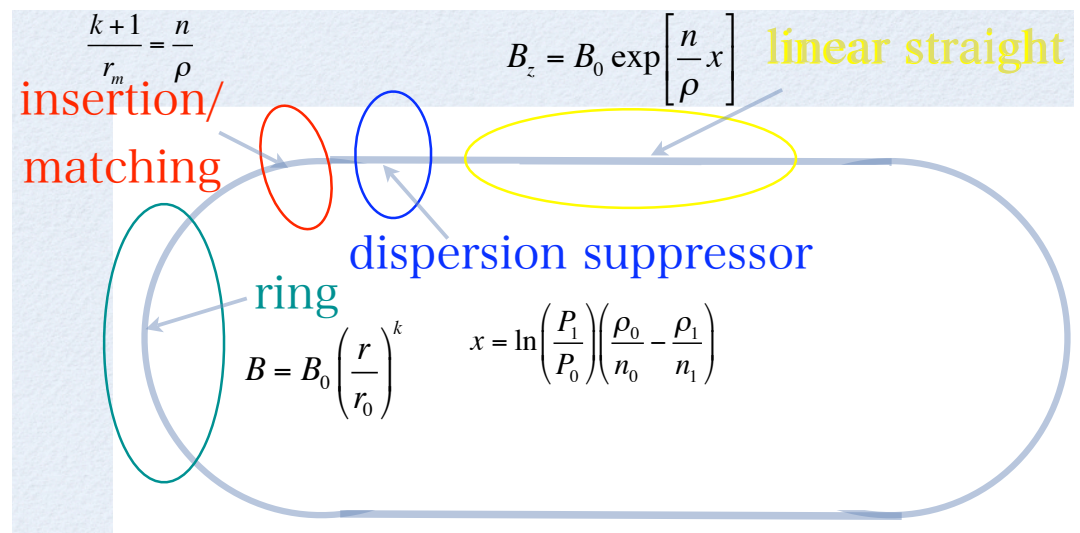 (k+1)/r_m = n/ρ
B_z = B_0 exp[n/ρ x]
linear straight
insertion/
matching
dispersion suppressor
ring
B = B_0 (r/r_0)^k
x = ln(P_1/P_0)(ρ_0/n_0 − ρ_1/n_1)